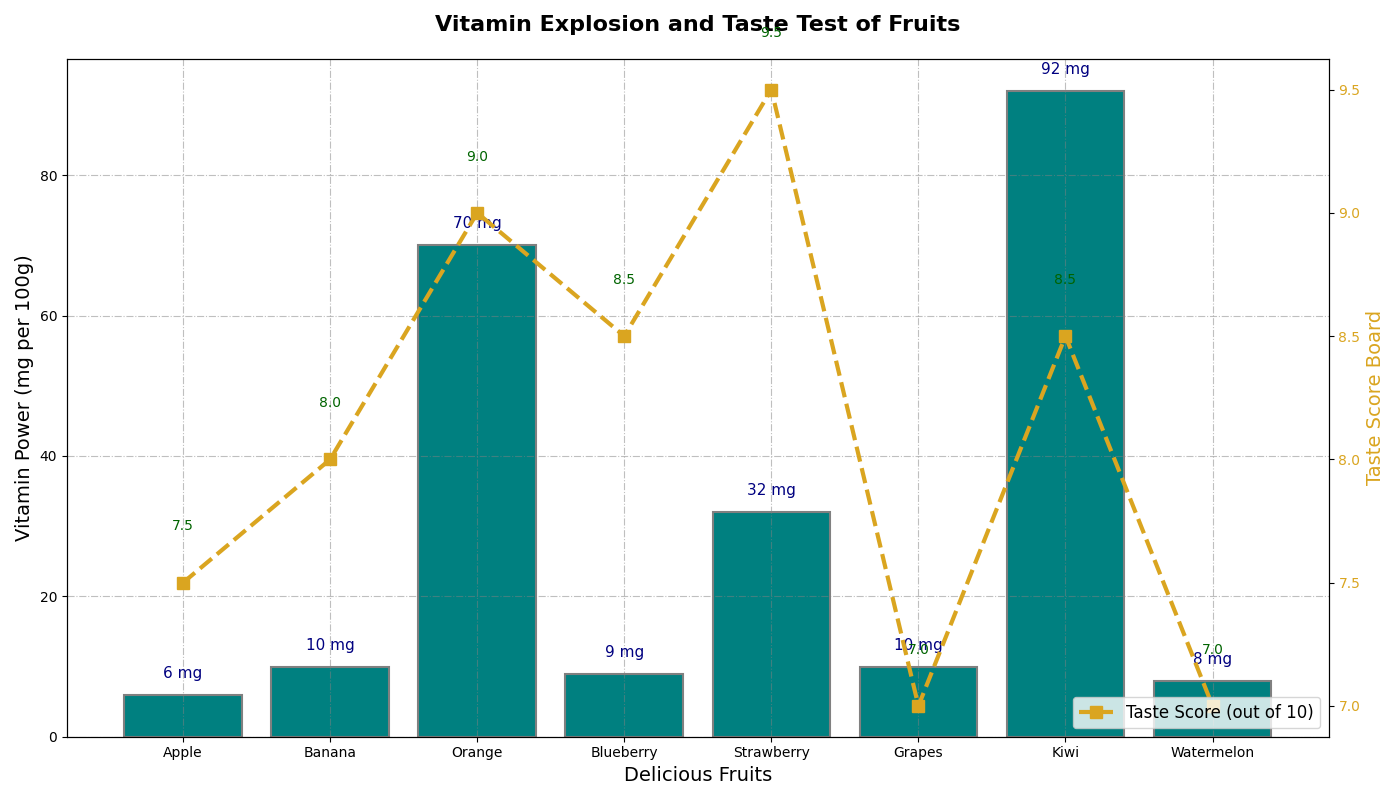 Vitamin Explosion and Taste Test of Fruits
9.5
92 mg
9.0
70 mg
8.5
8.5
8.0
32 mg
7.5
10 mg
10 mg
7.0
7.0
9 mg
8 mg
6 mg
Vitamin Power (mg per 100g)
80
60
40
20
0
9.5
9.0
8.5
8.0
7.5
7.0
Taste Score Board
Taste Score (out of 10)
Apple Banana Orange Blueberry Strawberry Grapes Kiwi Watermelon
Delicious Fruits